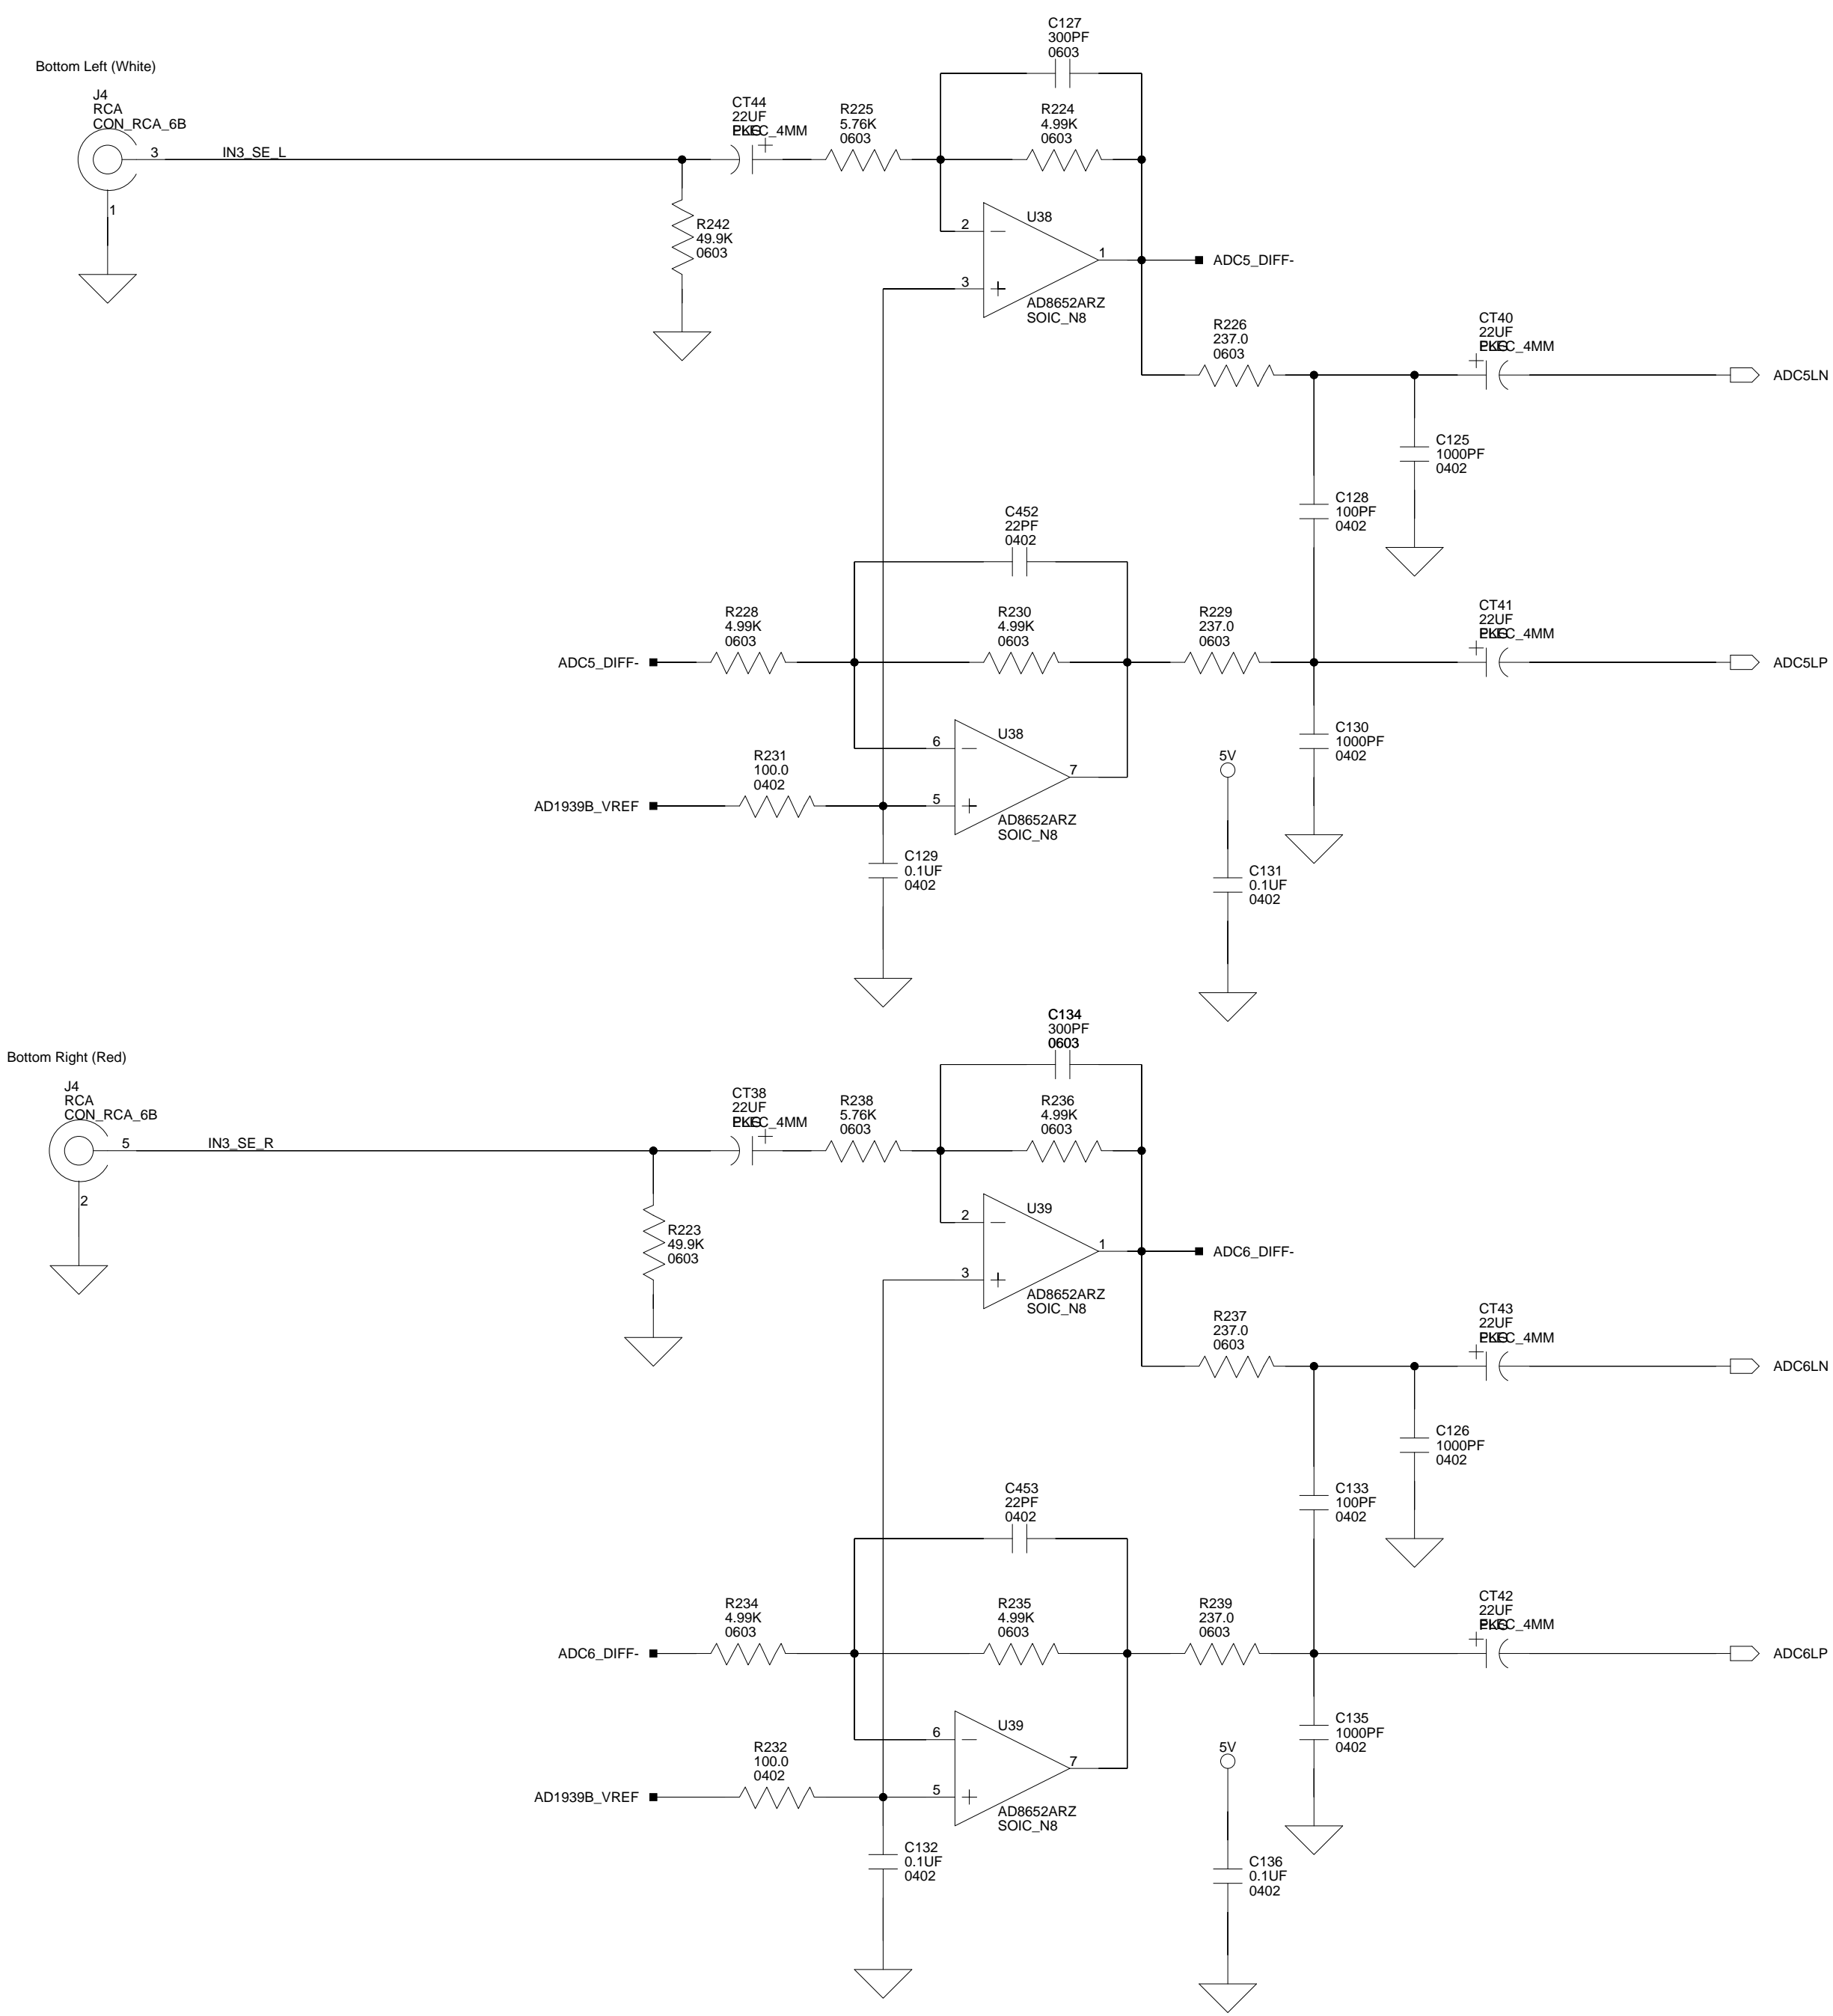 C127
300PF
0603
Bottom Left (White)
J4
RCA
CON_RCA_6B
3
IN3_SE_L
1
CT44
22UF
ELEC_4MM
+
R225
5.76K
0603
R224
4.99K
0603
R242
49.9K
0603
U38
2
3
1
ADC5_DIFF-
AD8652ARZ
SOIC_N8
R226
237.0
0603
CT40
22UF
ELEC_4MM
+
ADC5LN
C125
1000PF
0402
C128
100PF
0402
C452
22PF
0402
R228
4.99K
0603
R230
4.99K
0603
R229
237.0
0603
CT41
22UF
ELEC_4MM
+
ADC5_DIFF-
ADC5LP
U38
6
7
5
AD8652ARZ
SOIC_N8
R231
100.0
0402
AD1939B_VREF
C130
1000PF
0402
5V
C129
0.1UF
0402
C131
0.1UF
0402
C134
300PF
0603
Bottom Right (Red)
J4
RCA
CON_RCA_6B
5
IN3_SE_R
2
CT38
22UF
ELEC_4MM
+
R238
5.76K
0603
R236
4.99K
0603
R223
49.9K
0603
U39
2
3
1
ADC6_DIFF-
AD8652ARZ
SOIC_N8
R237
237.0
0603
CT43
22UF
ELEC_4MM
+
ADC6LN
C126
1000PF
0402
C133
100PF
0402
C453
22PF
0402
R234
4.99K
0603
R235
4.99K
0603
R239
237.0
0603
CT42
22UF
ELEC_4MM
+
ADC6_DIFF-
ADC6LP
U39
6
7
5
AD8652ARZ
SOIC_N8
R232
100.0
0402
AD1939B_VREF
C135
1000PF
0402
5V
C132
0.1UF
0402
C136
0.1UF
0402